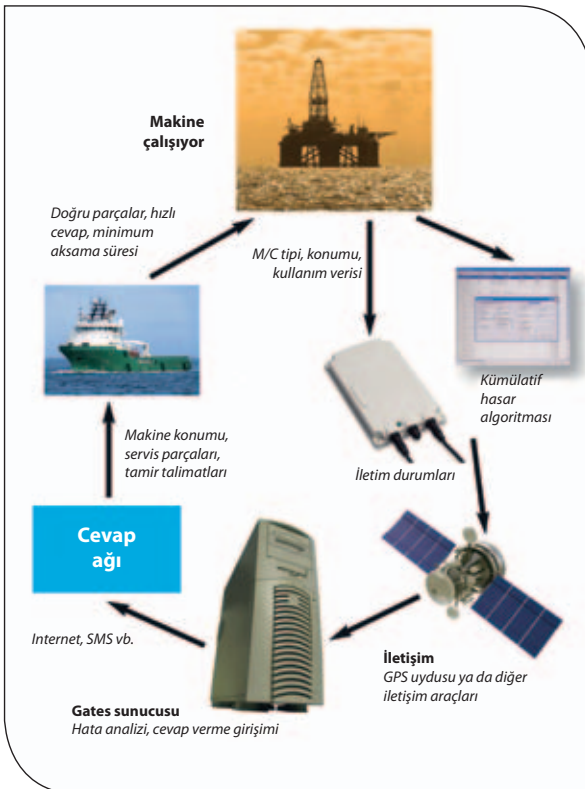 Makine
çalışıyor
Doğru parçalar, hızlı
cevap, minimum
aksama süresi
M/C tipi, konumu,
kullanım verisi
Kümülatif
hasar
algoritması
Makine konumu,
servis parçaları,
tamir talimatları
İletim durumları
Cevap
ağı
Internet, SMS vb.
İletişim
GPS uydusu ya da diğer
iletişim araçları
Gates sunucusu
Hata analizi, cevap verme girişimi